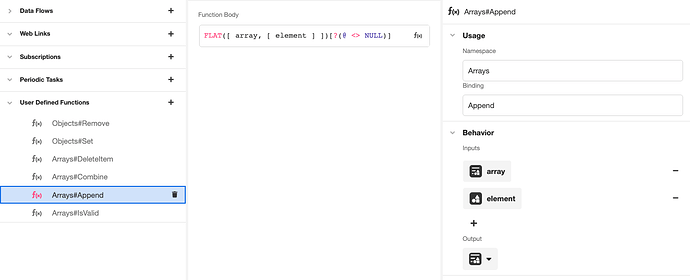 Data Flows
Web Links
Subscriptions
Periodic Tasks
User Defined Functions
f(x) Objects#Remove
f(x) Objects#Set
f(x) Arrays#DeleteItem
f(x) Arrays#Combine
f(x) Arrays#Append
f(x) Arrays#IsValid
Function Body
FLAT([ array, [ element ] ])[?(@ <> NULL)] f(x)
f(x) Arrays#Append
Usage
Namespace
Arrays
Binding
Append
Behavior
Inputs
array
element
Output